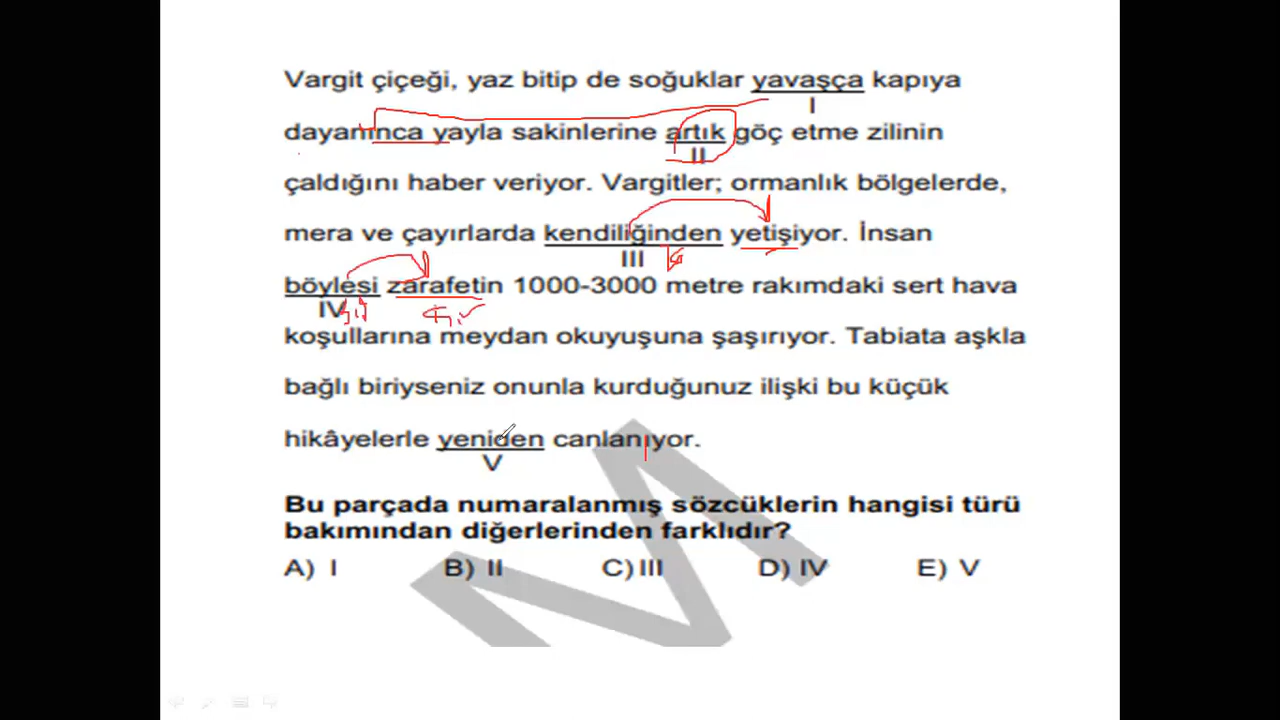 Vargit çiçeği, yaz bitip de soğuklar yavaşça kapıya
I
dayanınca yayla sakinlerine artık göç etme zilinin
II
çaldığını haber veriyor. Vargitler; ormanlık bölgelerde,
mera ve çayırlarda kendiliğinden yetişiyor. İnsan
III
böylesi zarafetin 1000-3000 metre rakımdaki sert hava
IV
koşullarına meydan okuyuşuna şaşırıyor. Tabiata aşkla
bağlı biriyseniz onunla kurduğunuz ilişki bu küçük
hikâyelerle yeniden canlanıyor.
V
Bu parçada numaralanmış sözcüklerin hangisi türü
bakımından diğerlerinden farklıdır?
A) I B) II C) III D) IV E) V